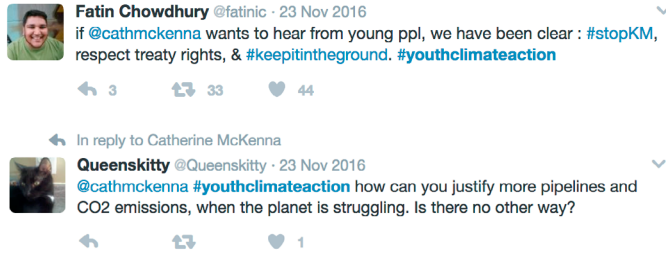 Fatin Chowdhury @fatinic · 23 Nov 2016
if @cathmckenna wants to hear from young ppl, we have been clear : #stopKM,
respect treaty rights, & #keepitintheground. #youthclimateaction
3 33 44
In reply to Catherine McKenna
Queenskitty @Queenskitty · 23 Nov 2016
@cathmckenna #youthclimateaction how can you justify more pipelines and
CO2 emissions, when the planet is struggling. Is there no other way?
1